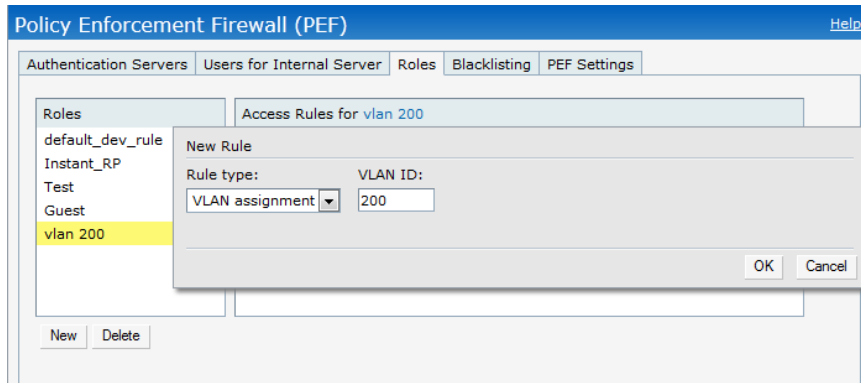 Policy Enforcement Firewall (PEF) Help
Authentication Servers Users for Internal Server Roles Blacklisting PEF Settings
Roles Access Rules for vlan 200
default_dev_rule
Instant_RP
Test
Guest
vlan 200
New Rule
Rule type: VLAN ID:
VLAN assignment 200
OK Cancel
New Delete